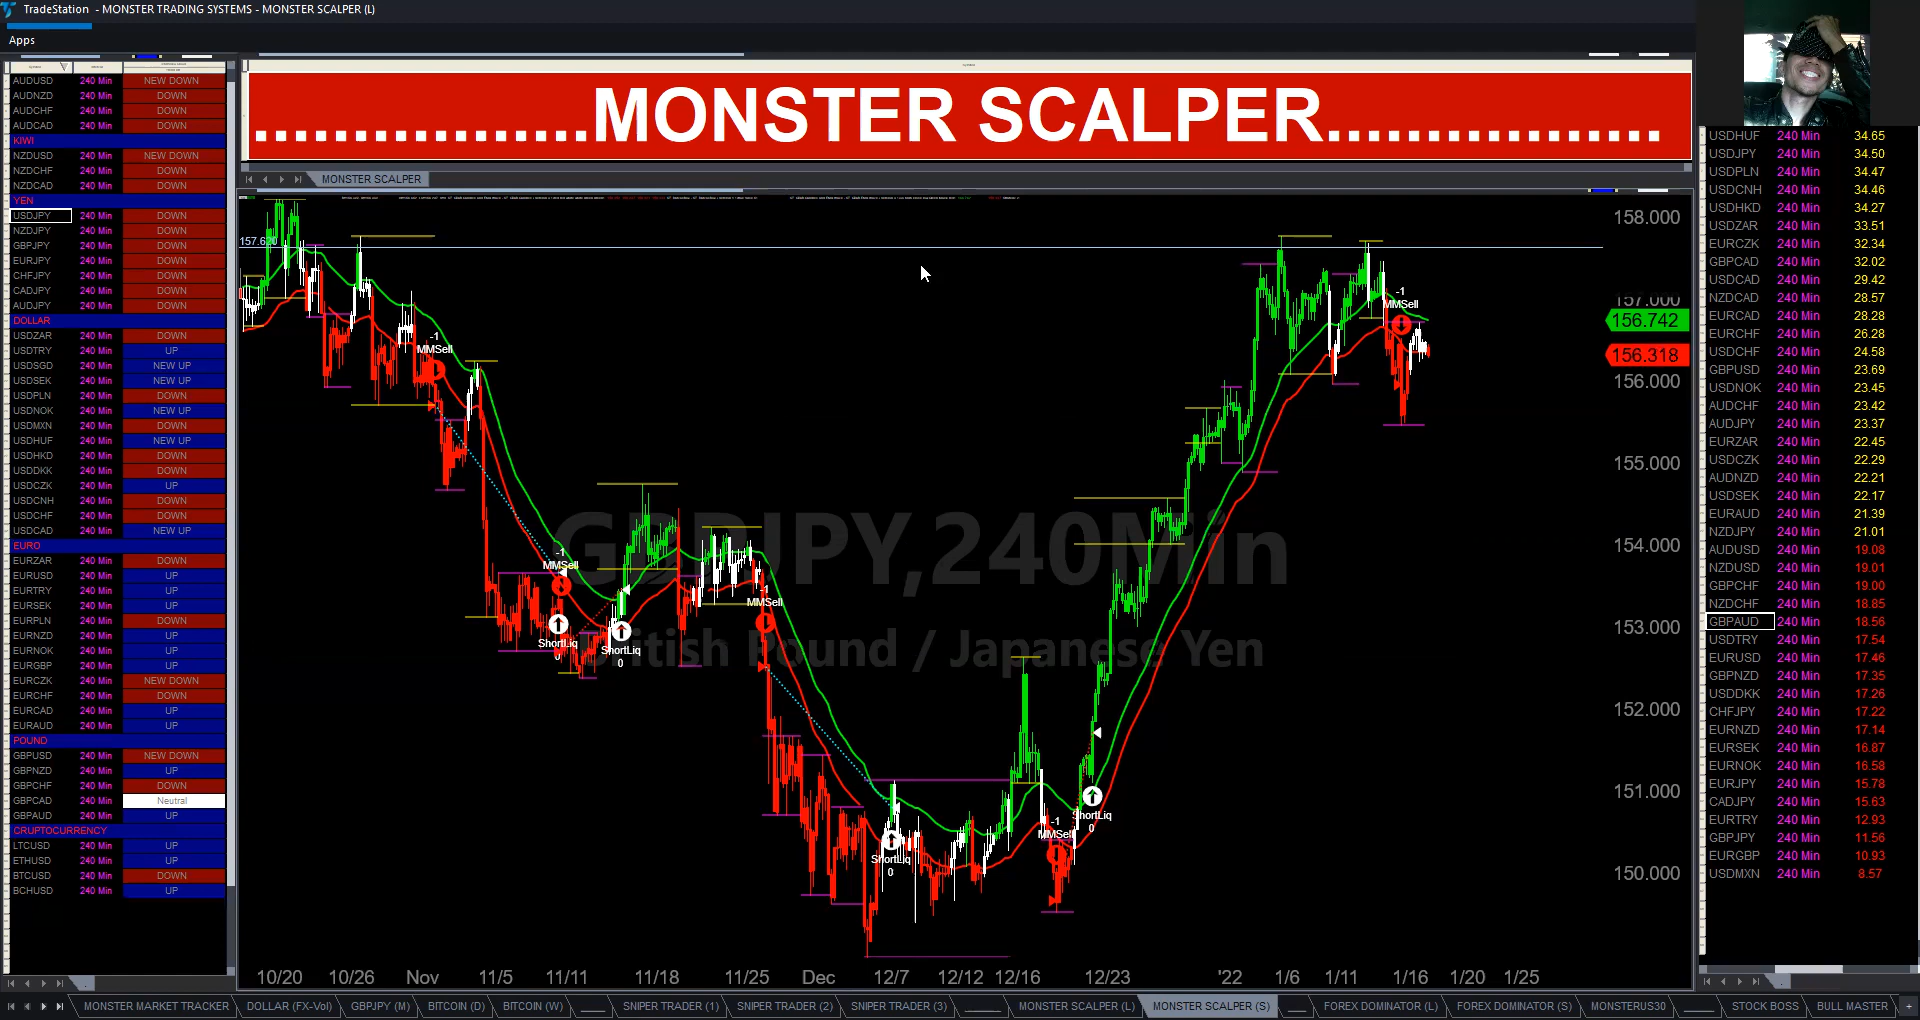 TradeStation - MONSTER TRADING SYSTEMS - MONSTER SCALPER (L)
Apps
AUDUSD 240 Min NEW DOWN
AUDNZD 240 Min DOWN
AUDCHF 240 Min DOWN
AUDCAD 240 Min DOWN
KIWI
NZDUSD 240 Min NEW DOWN
NZDCHF 240 Min DOWN
NZDCAD 240 Min DOWN
YEN
USDJPY 240 Min DOWN
NZDJPY 240 Min DOWN
GBPJPY 240 Min DOWN
EURJPY 240 Min DOWN
CHFJPY 240 Min DOWN
CADJPY 240 Min DOWN
AUDJPY 240 Min DOWN
DOLLAR
USDZAR 240 Min DOWN
USDTRY 240 Min UP
USDSGD 240 Min NEW UP
USDSEK 240 Min NEW UP
USDPLN 240 Min DOWN
USDNOK 240 Min NEW UP
USDMXN 240 Min DOWN
USDHUF 240 Min NEW UP
USDHKD 240 Min DOWN
USDDKK 240 Min DOWN
USDCZK 240 Min UP
USDCNH 240 Min DOWN
USDCHF 240 Min DOWN
USDCAD 240 Min NEW UP
EURO
EURZAR 240 Min DOWN
EURUSD 240 Min UP
EURTRY 240 Min UP
EURSEK 240 Min UP
EURPLN 240 Min DOWN
EURNZD 240 Min UP
EURNOK 240 Min UP
EURGBP 240 Min UP
EURCZK 240 Min NEW DOWN
EURCHF 240 Min DOWN
EURCAD 240 Min UP
EURAUD 240 Min UP
POUND
GBPUSD 240 Min NEW DOWN
GBPNZD 240 Min UP
GBPCHF 240 Min DOWN
GBPCAD 240 Min Neutral
GBPAUD 240 Min UP
CRUPTOCURRENCY
LTCUSD 240 Min UP
ETHUSD 240 Min UP
BTCUSD 240 Min DOWN
BCHUSD 240 Min UP
.................MONSTER SCALPER.................
MONSTER SCALPER
157.620
GBPJPY,240Min
British Pound / Japanese Yen
-1
MMSell
-1
MMSell
ShortLiq
0
ShortLiq
0
-1
MMSell
ShortLiq
0
-1
MMSell
ShortLiq
0
-1
MMSell
158.000
157.000
156.742
156.318
156.000
155.000
154.000
153.000
152.000
151.000
150.000
10/20 10/26 Nov 11/5 11/11 11/18 11/25 Dec 12/7 12/12 12/16 12/23 '22 1/6 1/11 1/16 1/20 1/25
USDHUF 240 Min 34.65
USDJPY 240 Min 34.50
USDPLN 240 Min 34.47
USDCNH 240 Min 34.46
USDHKD 240 Min 34.27
USDZAR 240 Min 33.51
EURCZK 240 Min 32.34
GBPCAD 240 Min 32.02
USDCAD 240 Min 29.42
NZDCAD 240 Min 28.57
EURCAD 240 Min 28.28
EURCHF 240 Min 26.28
USDCHF 240 Min 24.58
GBPUSD 240 Min 23.69
USDNOK 240 Min 23.45
AUDCHF 240 Min 23.42
AUDJPY 240 Min 23.37
EURZAR 240 Min 22.45
USDCZK 240 Min 22.29
AUDNZD 240 Min 22.21
USDSEK 240 Min 22.17
EURAUD 240 Min 21.39
NZDJPY 240 Min 21.01
AUDUSD 240 Min 19.08
NZDUSD 240 Min 19.01
GBPCHF 240 Min 19.00
NZDCHF 240 Min 18.85
GBPAUD 240 Min 18.56
USDTRY 240 Min 17.54
EURUSD 240 Min 17.46
GBPNZD 240 Min 17.35
USDDKK 240 Min 17.26
CHFJPY 240 Min 17.22
EURNZD 240 Min 17.14
EURSEK 240 Min 16.87
EURNOK 240 Min 16.58
EURJPY 240 Min 15.78
CADJPY 240 Min 15.63
EURTRY 240 Min 12.93
GBPJPY 240 Min 11.56
EURGBP 240 Min 10.93
USDMXN 240 Min 8.57
MONSTER MARKET TRACKER DOLLAR (FX-Vol) GBPJPY (M) BITCOIN (D) BITCOIN (W) ____ SNIPER TRADER (1) SNIPER TRADER (2) SNIPER TRADER (3) ______ MONSTER SCALPER (L) MONSTER SCALPER (S) ___ FOREX DOMINATOR (L) FOREX DOMINATOR (S) MONSTERUS30 _____ STOCK BOSS BULL MASTER +